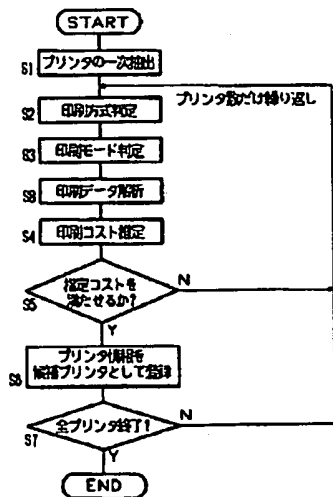 START
S1
プリンタの一次抽出
プリンタ数だけ繰り返し
S2
印刷方式判定
S3
印刷モード判定
S8
印刷データ解析
S4
印刷コスト推定
指定コストを
満たせるか?
N
S5
Y
プリンタ情報を
候補プリンタとして登録
S6
全プリンタ終了?
N
S7
Y
END